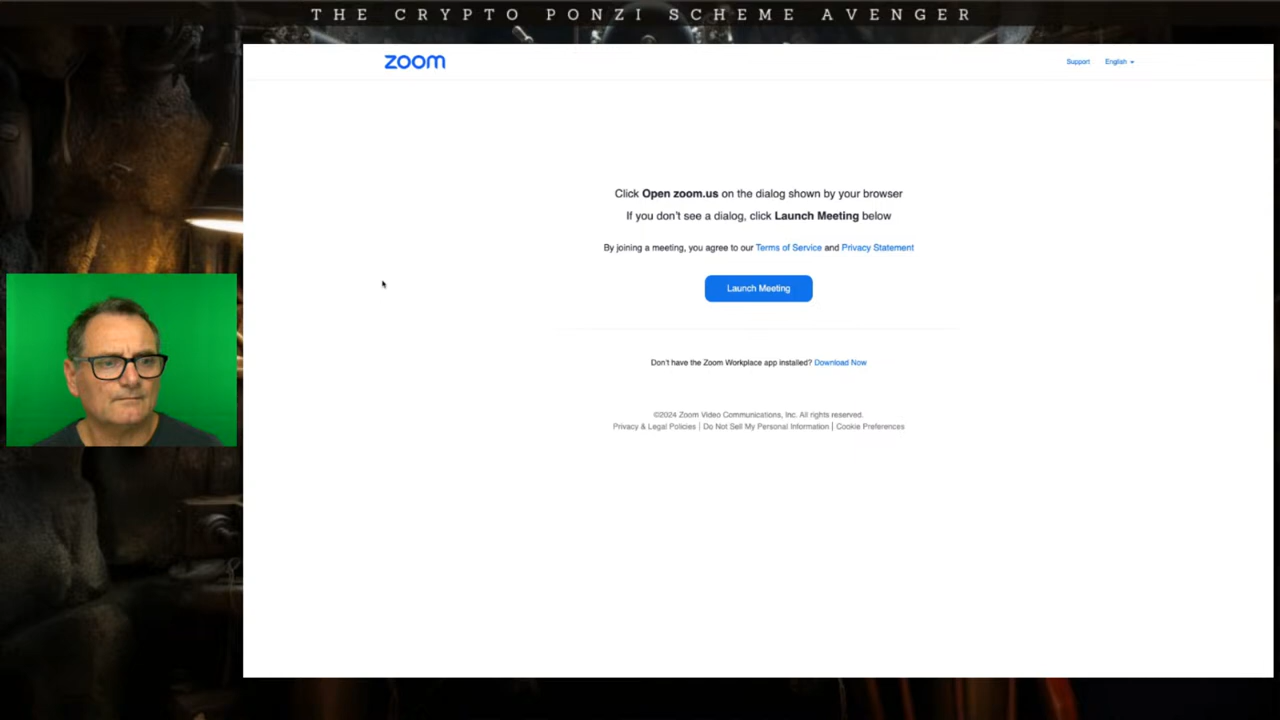 THE CRYPTO PONZI SCHEME AVENGER
zoom
Support English
Click Open zoom.us on the dialog shown by your browser
If you don't see a dialog, click Launch Meeting below
By joining a meeting, you agree to our Terms of Service and Privacy Statement
Launch Meeting
Don't have the Zoom Workplace app installed? Download Now
©2024 Zoom Video Communications, Inc. All rights reserved.
Privacy & Legal Policies | Do Not Sell My Personal Information | Cookie Preferences